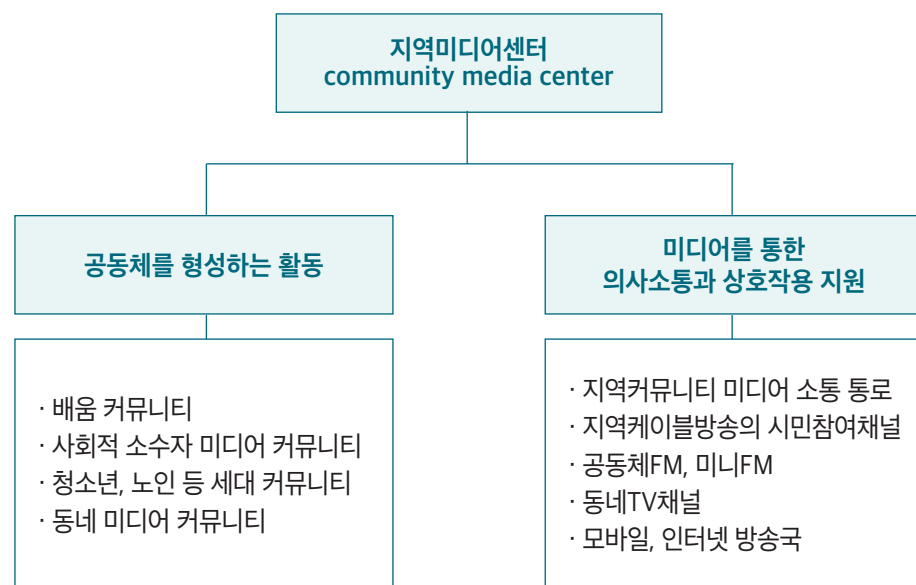 지역미디어센터
community media center
공동체를 형성하는 활동
미디어를 통한
의사소통과 상호작용 지원
· 배움 커뮤니티
· 사회적 소수자 미디어 커뮤니티
· 청소년, 노인 등 세대 커뮤니티
· 동네 미디어 커뮤니티
· 지역커뮤니티 미디어 소통 통로
· 지역케이블방송의 시민참여채널
· 공동체FM, 미니FM
· 동네TV채널
· 모바일, 인터넷 방송국